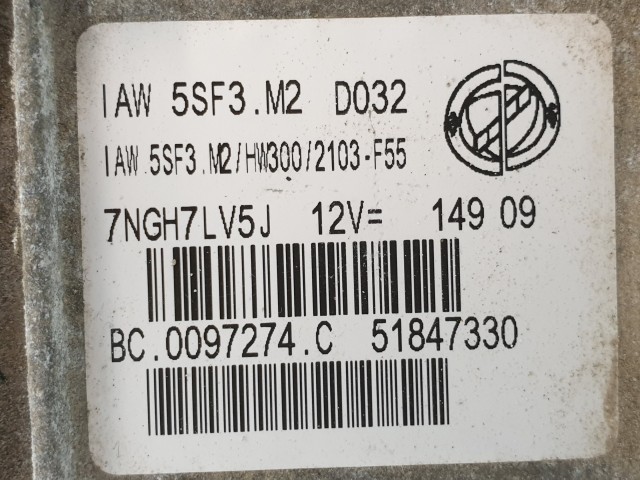 IAW 5SF3.M2 D032
IAW 5SF3.M2/HW300/2103-F55
7NGH7LV5J 12V= 149 09
BC.0097274.C 51847330